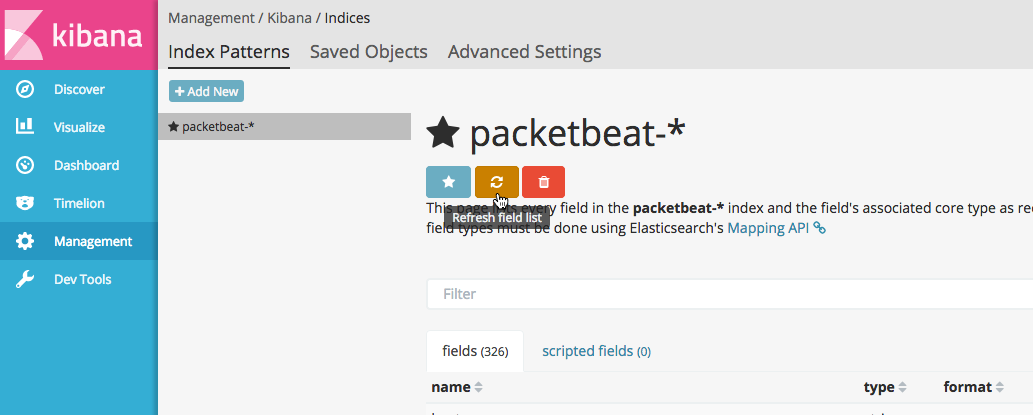 kibana
Discover
Visualize
Dashboard
Timelion
Management
Dev Tools
Management / Kibana / Indices
Index Patterns Saved Objects Advanced Settings
+ Add New
packetbeat-*
packetbeat-*
This page lists every field in the packetbeat-* index and the field's associated core type as rec
Refresh field list
field types must be done using Elasticsearch's Mapping API
Filter
fields (326) scripted fields (0)
name type format